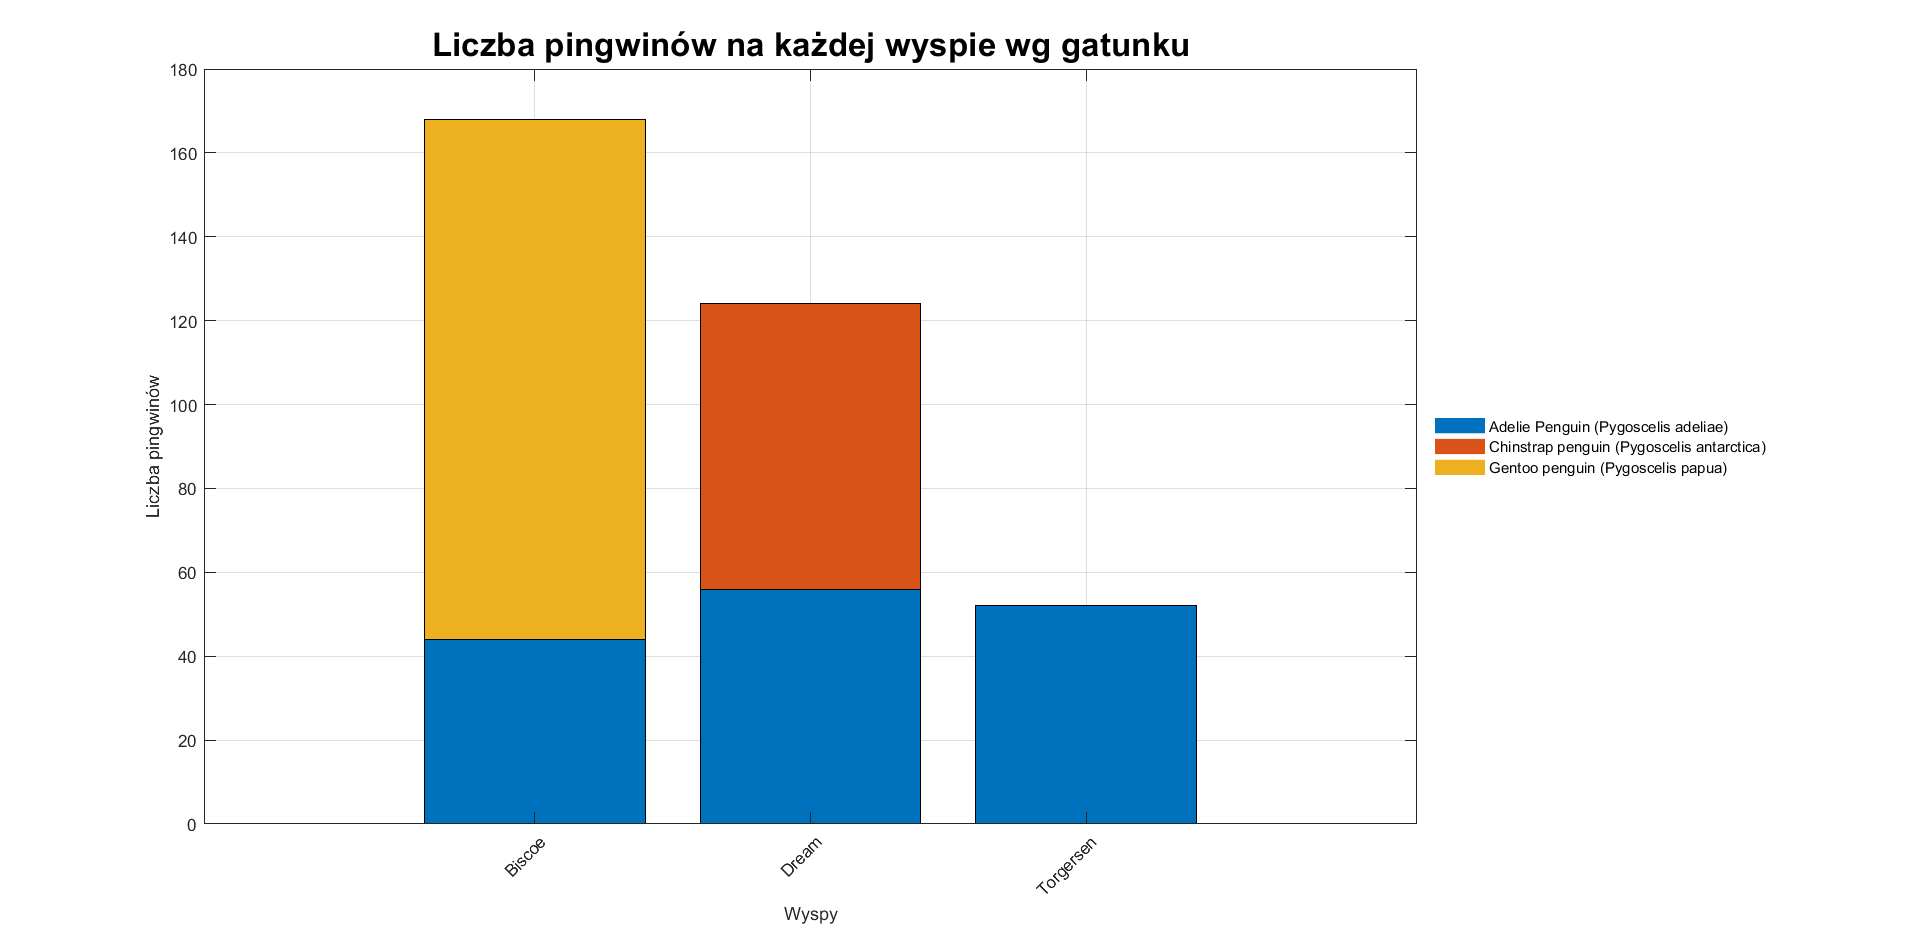 Liczba pingwinów na każdej wyspie wg gatunku
180
160
140
120
100
80
60
40
20
0
Liczba pingwinów
Biscoe
Dream
Torgersen
Wyspy
Adelie Penguin (Pygoscelis adeliae)
Chinstrap penguin (Pygoscelis antarctica)
Gentoo penguin (Pygoscelis papua)